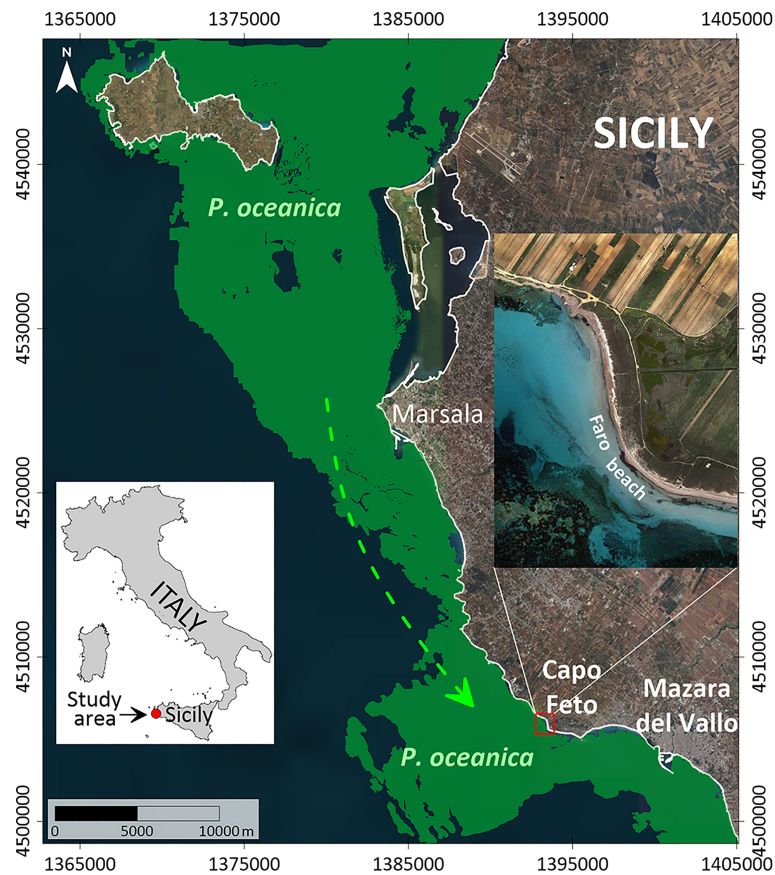 1365000 1375000 1385000 1395000 1405000
N
SICILY
4540000 4540000
P. oceanica
4530000 4530000
Marsala
Faro beach
4520000 4520000
ITALY
4510000 4510000
Study
area
Sicily
Capo
Feto
Mazara
del Vallo
P. oceanica
4500000 4500000
0 5000 10000 m
1365000 1375000 1385000 1395000 1405000